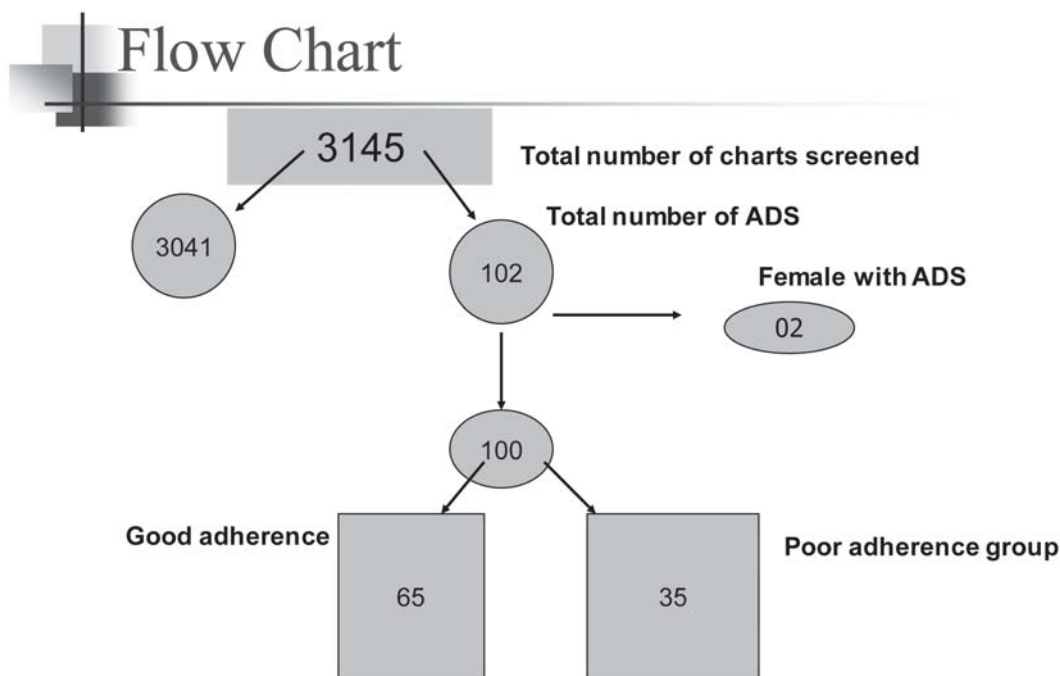 Flow Chart
3145
Total number of charts screened
3041
Total number of ADS
102
Female with ADS
02
100
Good adherence
65
35
Poor adherence group